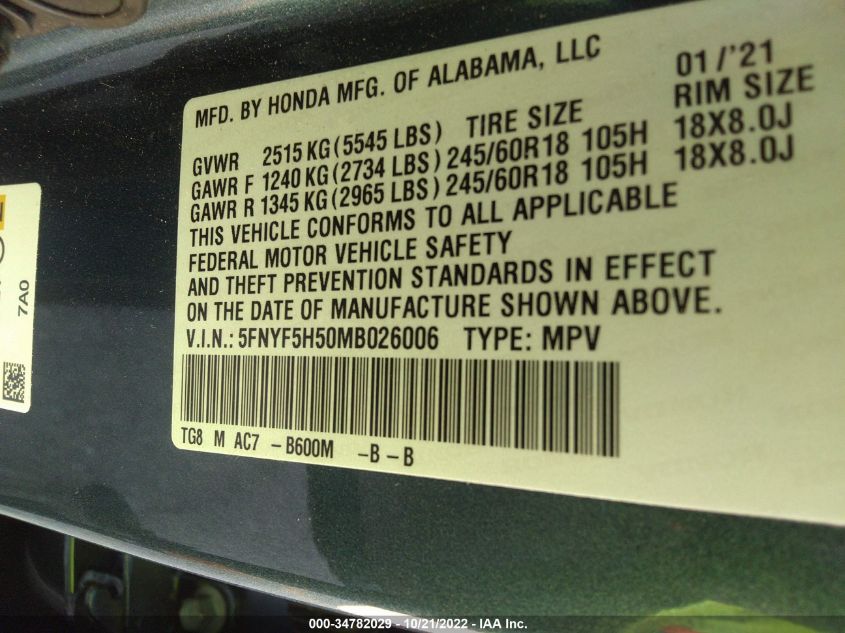 MFD. BY HONDA MFG. OF ALABAMA, LLC 01/'21
GVWR 2515 KG (5545 LBS) TIRE SIZE RIM SIZE
GAWR F 1240 KG (2734 LBS) 245/60R18 105H 18X8.0J
GAWR R 1345 KG (2965 LBS) 245/60R18 105H 18X8.0J
THIS VEHICLE CONFORMS TO ALL APPLICABLE
FEDERAL MOTOR VEHICLE SAFETY
AND THEFT PREVENTION STANDARDS IN EFFECT
ON THE DATE OF MANUFACTURE SHOWN ABOVE.
V.I.N.: 5FNYF5H50MB026006 TYPE: MPV
TG8 M AC7 -B600M -B-B
7A0
000-34782029 - 10/21/2022 - IAA Inc.